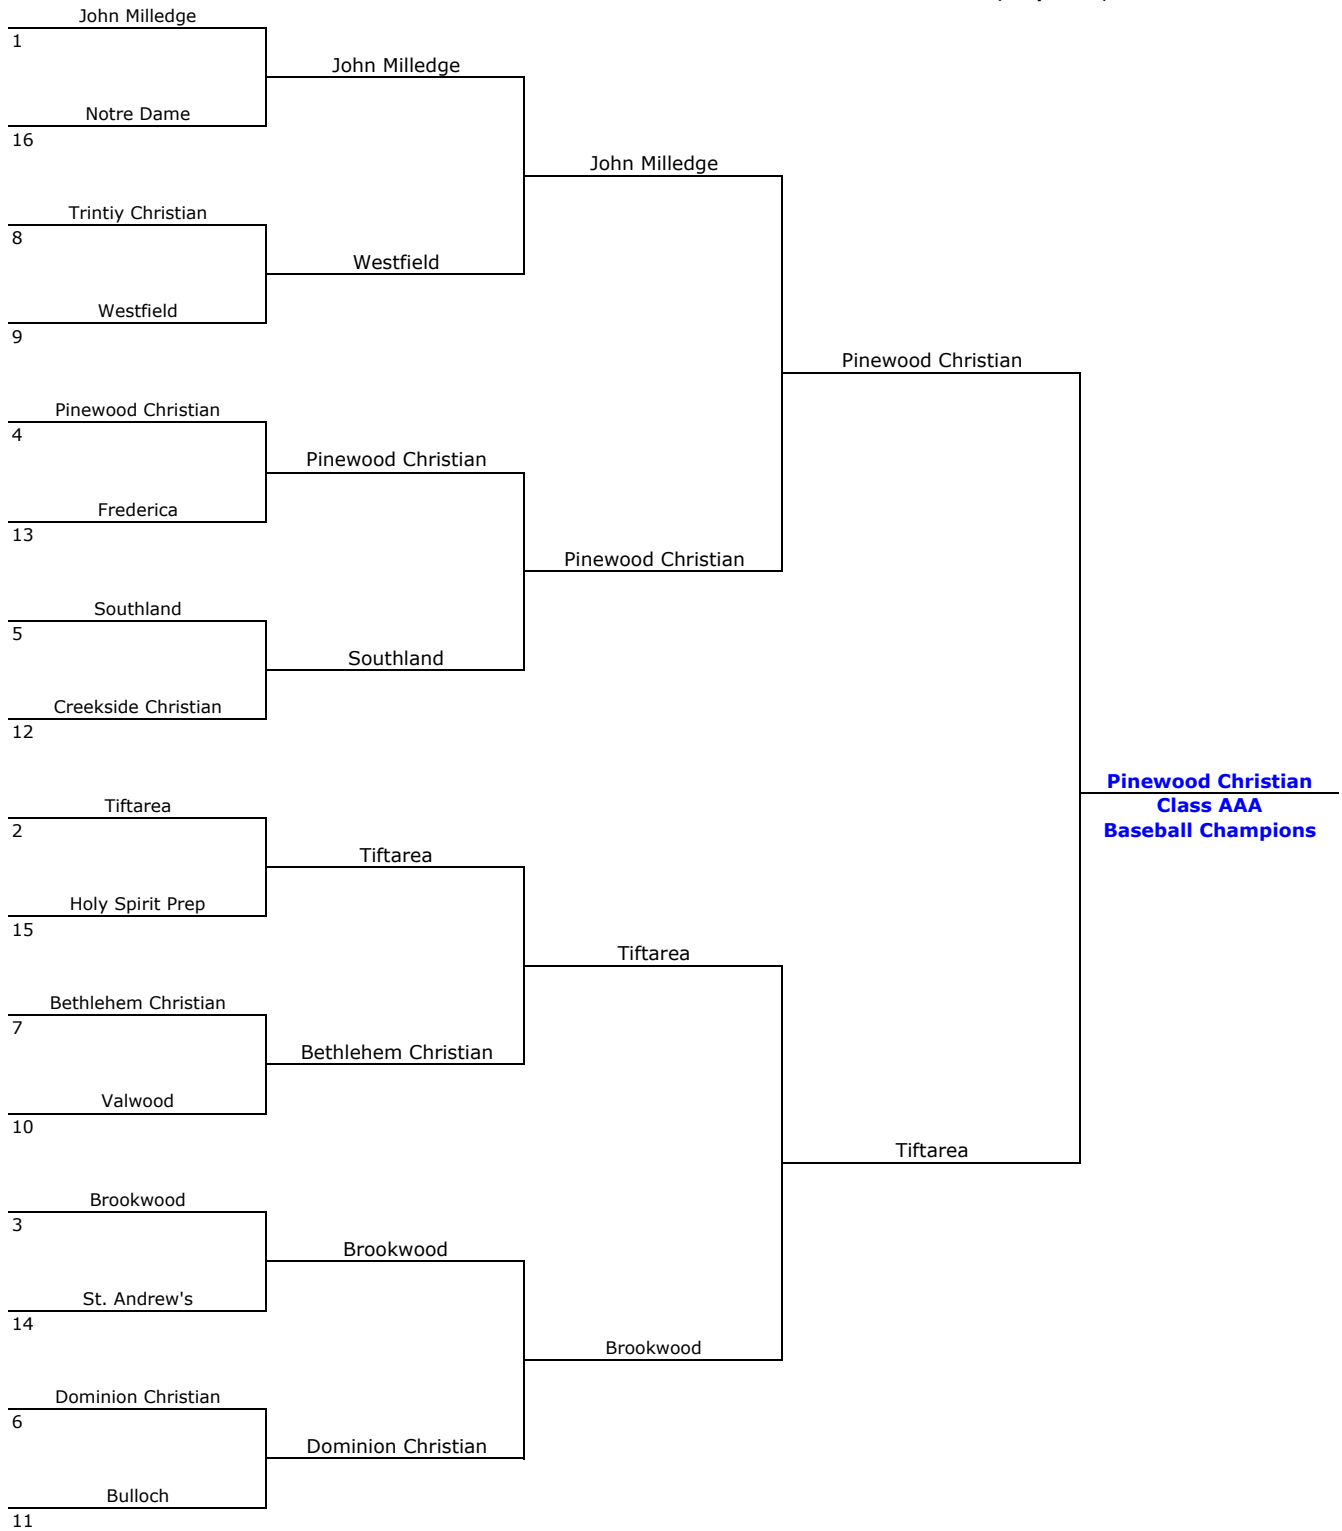 John Milledge
1
John Milledge
Notre Dame
16
John Milledge
Trintiy Christian
8
Westfield
Westfield
9
Pinewood Christian
Pinewood Christian
4
Pinewood Christian
Frederica
13
Pinewood Christian
Southland
5
Southland
Creekside Christian
12
Pinewood Christian
Class AAA
Baseball Champions
Tiftarea
2
Tiftarea
Holy Spirit Prep
15
Tiftarea
Bethlehem Christian
7
Bethlehem Christian
Valwood
10
Tiftarea
Brookwood
3
Brookwood
St. Andrew's
14
Brookwood
Dominion Christian
6
Dominion Christian
Bulloch
11